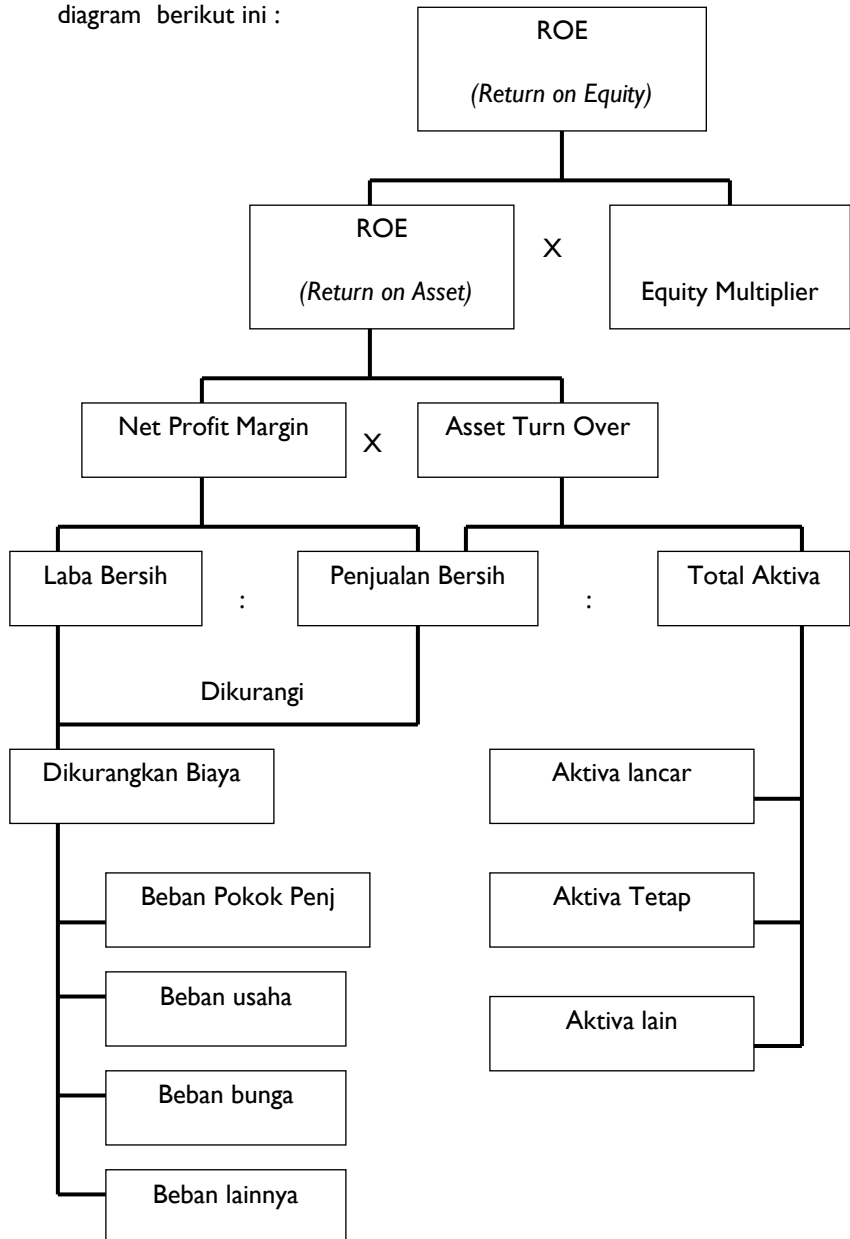 diagram berikut ini :
ROE
(Return on Equity)
ROE
(Return on Asset)
X
Equity Multiplier
Net Profit Margin
X
Asset Turn Over
Laba Bersih
:
Penjualan Bersih
:
Total Aktiva
Dikurangi
Dikurangkan Biaya
Aktiva lancar
Beban Pokok Penj
Aktiva Tetap
Beban usaha
Aktiva lain
Beban bunga
Beban lainnya